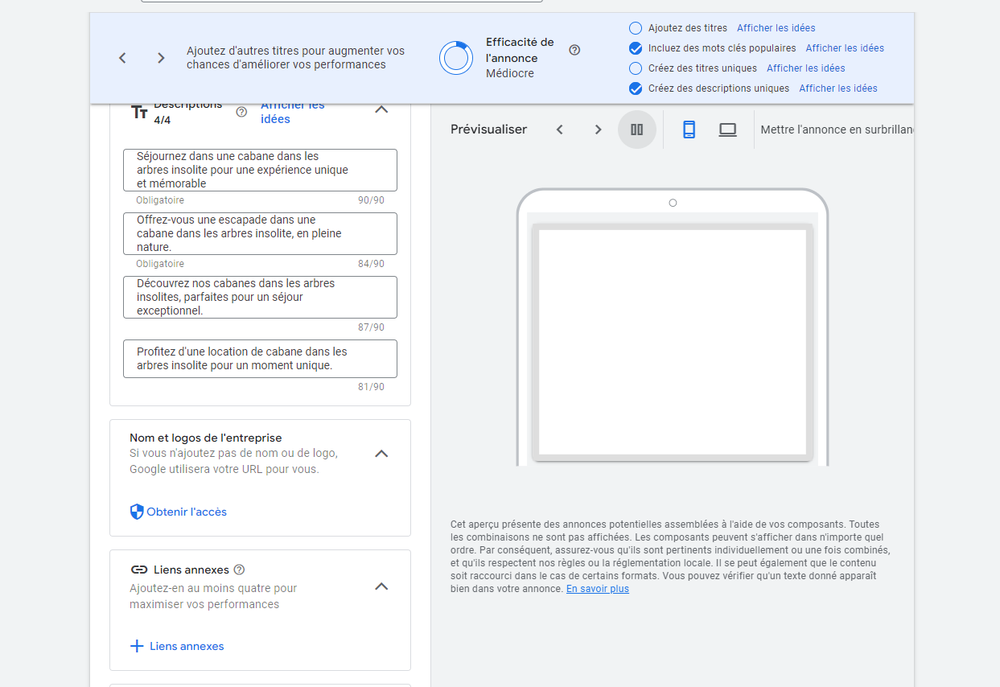 Ajoutez d'autres titres pour augmenter vos
chances d'améliorer vos performances
Efficacité de
l'annonce
Médiocre
Ajoutez des titres Afficher les idées
Incluez des mots clés populaires Afficher les idées
Créez des titres uniques Afficher les idées
Créez des descriptions uniques Afficher les idées
Descriptions
4/4
Afficher les
idées
Séjournez dans une cabane dans les
arbres insolite pour une expérience unique
et mémorable
Obligatoire 90/90
Offrez-vous une escapade dans une
cabane dans les arbres insolite, en pleine
nature.
Obligatoire 84/90
Découvrez nos cabanes dans les arbres
insolites, parfaites pour un séjour
exceptionnel.
87/90
Profitez d'une location de cabane dans les
arbres insolite pour un moment unique.
81/90
Nom et logos de l'entreprise
Si vous n'ajoutez pas de nom ou de logo,
Google utilisera votre URL pour vous.
Obtenir l'accès
Liens annexes
Ajoutez-en au moins quatre pour
maximiser vos performances
Liens annexes
Prévisualiser
Mettre l'annonce en surbrillan
Cet aperçu présente des annonces potentielles assemblées à l'aide de vos composants. Toutes
les combinaisons ne sont pas affichées. Les composants peuvent s'afficher dans n'importe quel
ordre. Par conséquent, assurez-vous qu'ils sont pertinents individuellement ou une fois combinés,
et qu'ils respectent nos règles ou la réglementation locale. Il se peut également que le contenu
soit raccourci dans le cas de certains formats. Vous pouvez vérifier qu'un texte donné apparaît
bien dans votre annonce. En savoir plus